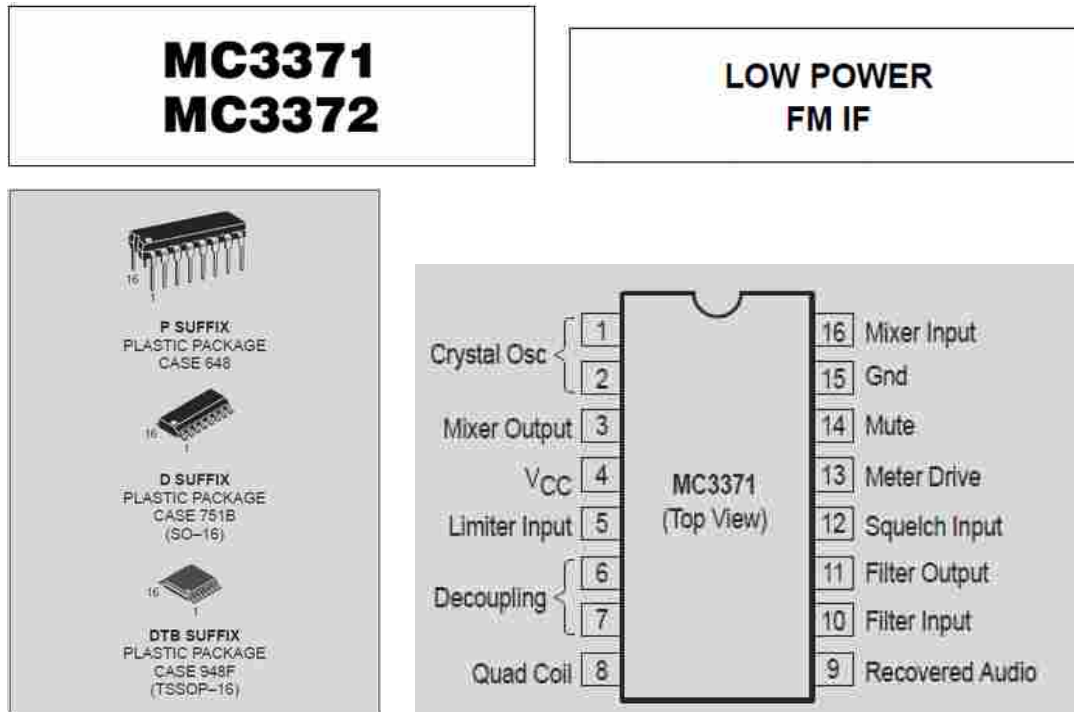 MC3371
MC3372
LOW POWER
FM IF
16
1
P SUFFIX
PLASTIC PACKAGE
CASE 648
16
1
D SUFFIX
PLASTIC PACKAGE
CASE 751B
(SO–16)
16
1
DTB SUFFIX
PLASTIC PACKAGE
CASE 948F
(TSSOP–16)
Crystal Osc
1
2
Mixer Output 3
VCC 4
Limiter Input 5
Decoupling
6
7
Quad Coil 8
MC3371
(Top View)
16 Mixer Input
15 Gnd
14 Mute
13 Meter Drive
12 Squelch Input
11 Filter Output
10 Filter Input
9 Recovered Audio